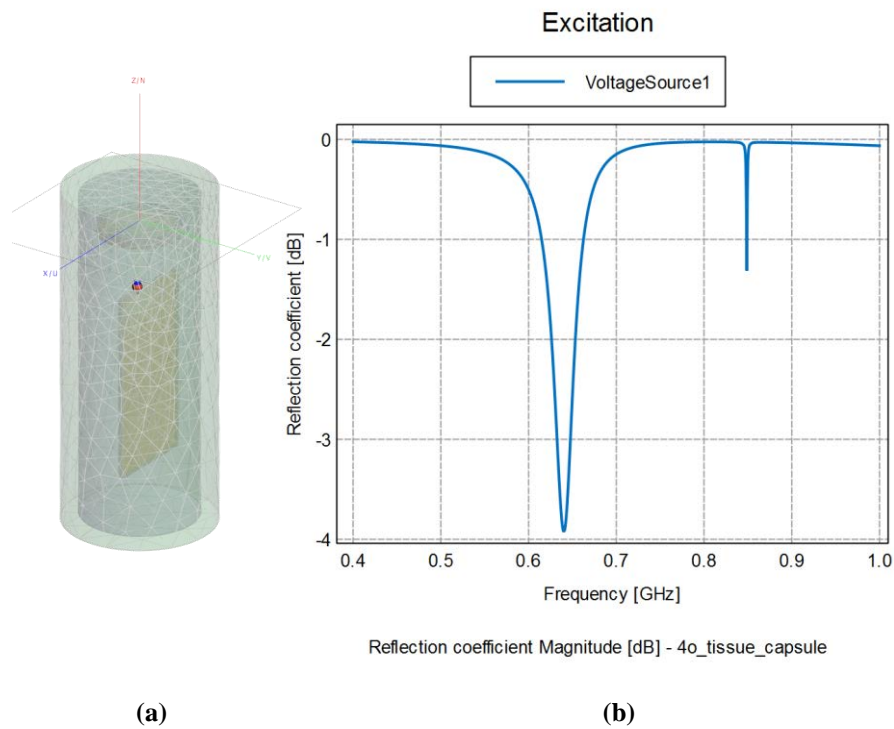 Excitation
VoltageSource1
Z/N
X/U
Y/V
Reflection coefficient [dB]
0
-1
-2
-3
-4
0.4 0.5 0.6 0.7 0.8 0.9 1.0
Frequency [GHz]
Reflection coefficient Magnitude [dB] - 4o_tissue_capsule
(a) (b)